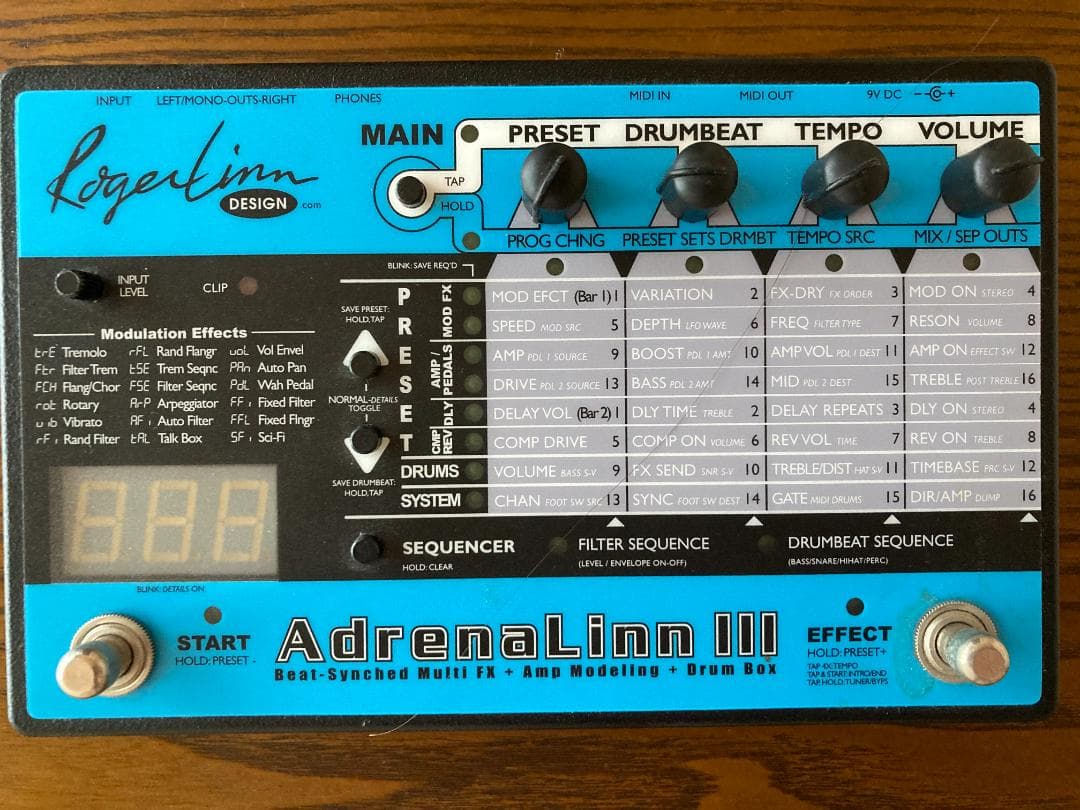 INPUT LEFT/MONO-OUTS-RIGHT PHONES MIDI IN MIDI OUT 9V DC
Roger Linn
DESIGN .com
MAIN PRESET DRUMBEAT TEMPO VOLUME
TAP
HOLD
PROG CHNG PRESET SETS DRMBT TEMPO SRC MIX / SEP OUTS
INPUT LEVEL
CLIP
BLINK: SAVE REQ'D
Modulation Effects
trE Tremolo rFL Rand Flangr uoL Vol Envel
Ftr Filter Trem tSE Trem Seqnc PAn Auto Pan
FCH Flang/Chor FSE Filter Seqnc PdL Wah Pedal
rot Rotary ArP Arpeggiator FFi Fixed Filter
uib Vibrato AFi Auto Filter FFL Fixed Flngr
rFi Rand Filter tAL Talk Box SFi Sci-Fi
SAVE PRESET: HOLD, TAP
NORMAL-DETAILS TOGGLE
SAVE DRUMBEAT: HOLD, TAP
PRESET
MOD FX
AMP / PEDALS
DLY
CMP REV
MOD EFCT (Bar 1) 1 VARIATION 2 FX-DRY FX ORDER 3 MOD ON STEREO 4
SPEED MOD SRC 5 DEPTH LFO WAVE 6 FREQ FILTER TYPE 7 RESON VOLUME 8
AMP PDL 1 SOURCE 9 BOOST PDL 1 AMT 10 AMP VOL PDL 1 DEST 11 AMP ON EFFECT SW 12
DRIVE PDL 2 SOURCE 13 BASS PDL 2 AMT 14 MID PDL 2 DEST 15 TREBLE POST TREBLE 16
DELAY VOL (Bar 2) 1 DLY TIME TREBLE 2 DELAY REPEATS 3 DLY ON STEREO 4
COMP DRIVE 5 COMP ON VOLUME 6 REV VOL TIME 7 REV ON TREBLE 8
DRUMS VOLUME BASS S-V 9 FX SEND SNR S-V 10 TREBLE/DIST HAT S-V 11 TIMEBASE PRC S-V 12
SYSTEM CHAN FOOT SW SRC 13 SYNC FOOT SW DEST 14 GATE MIDI DRUMS 15 DIR/AMP DUMP 16
SEQUENCER FILTER SEQUENCE DRUMBEAT SEQUENCE
HOLD: CLEAR (LEVEL / ENVELOPE ON-OFF) (BASS/SNARE/HIHAT/PERC)
BLINK: DETAILS ON
START
HOLD: PRESET -
AdrenaLinn III
Beat-Synched Multi FX + Amp Modeling + Drum Box
EFFECT
HOLD: PRESET+
TAP 4X: TEMPO
TAP & START: INTRO/END
TAP, HOLD: TUNER/BYPS